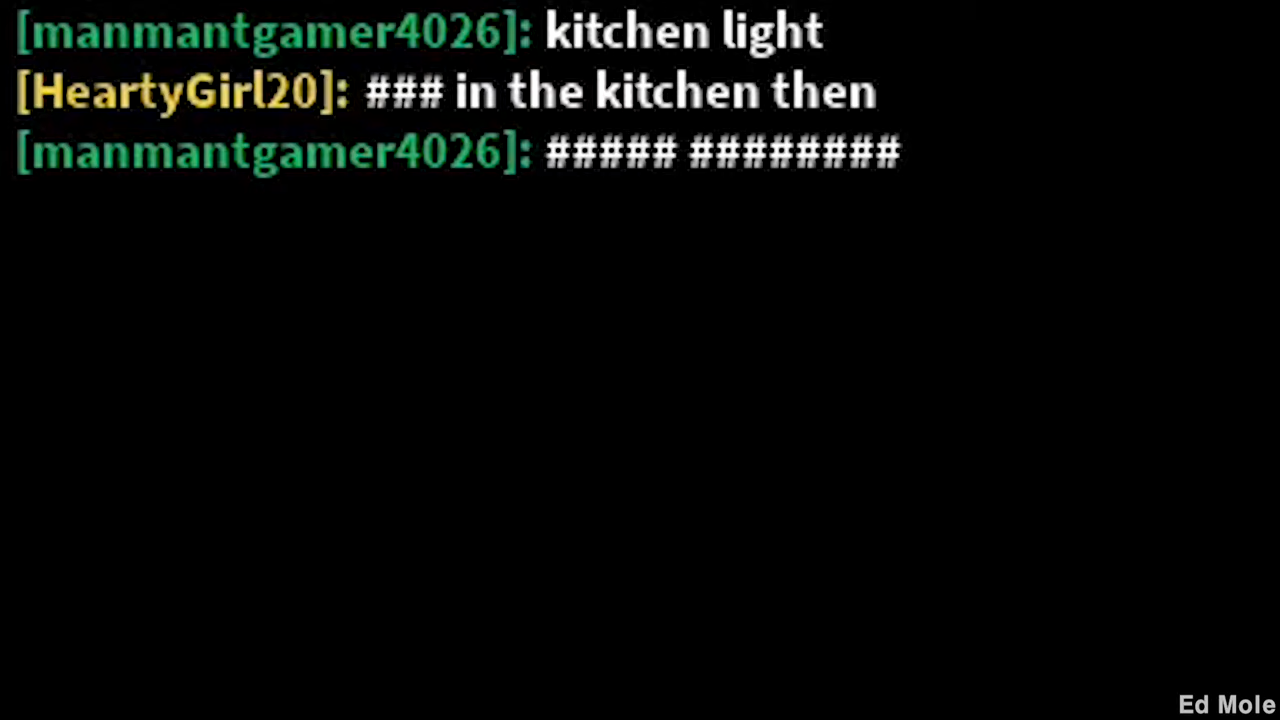 [manmantgamer4026]: kitchen light
[HeartyGirl20]: ### in the kitchen then
[manmantgamer4026]: ##### ########
Ed Mole